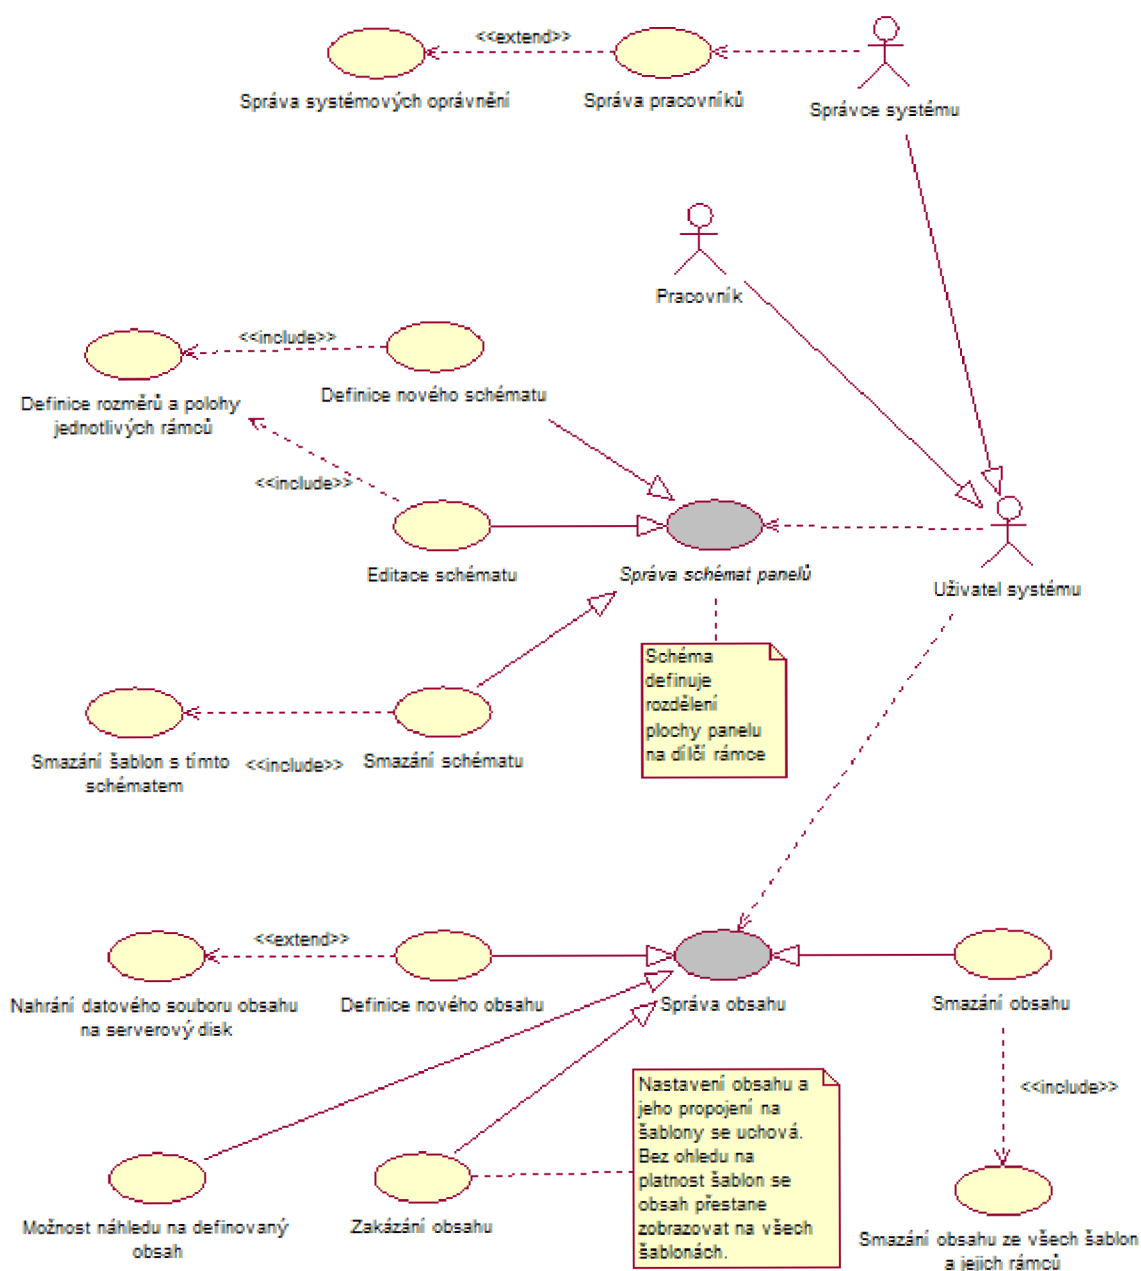 <<extend>>
Správa systémových oprávnění
Správa pracovníků
Správce systému
Pracovník
<<include>>
Definice nového schématu
Definice rozměrů a polohy
jednotlivých rámců
<<include>>
Editace schématu
Správa schémat panelů
Uživatel systému
Schéma
definuje
rozdělení
plochy panelu
na dílčí rámce
Smazání šablon s tímto
schématem
<<include>>
Smazání schématu
<<extend>>
Nahrání datového souboru obsahu
na serverový disk
Definice nového obsahu
Správa obsahu
Smazání obsahu
<<include>>
Nastavení obsahu a
jeho propojení na
šablony se uchová.
Bez ohledu na
platnost šablon se
obsah přestane
zobrazovat na všech
šablonách.
Možnost náhledu na definovaný
obsah
Zakázání obsahu
Smazání obsahu ze všech šablon
a jejich rámců